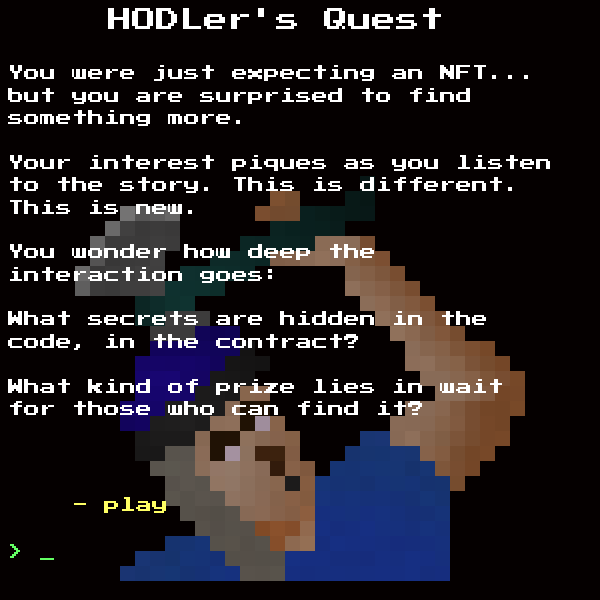 HODLer's Quest
You were just expecting an NFT...
but you are surprised to find
something more.
Your interest piques as you listen
to the story. This is different.
This is new.
You wonder how deep the
interaction goes:
What secrets are hidden in the
code, in the contract?
What kind of prize lies in wait
for those who can find it?
- play
> _